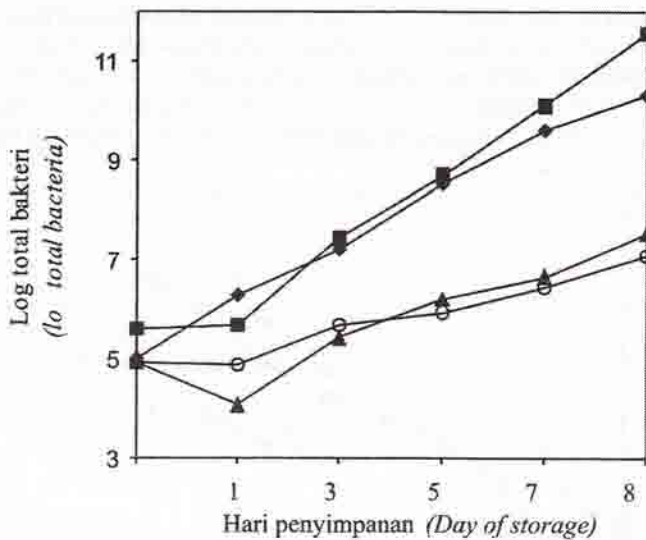 11
9
7
5
3
Log total bakteri
(lo total bacteria)
1 3 5 7 8
Hari penyimpanan (Day of storage)